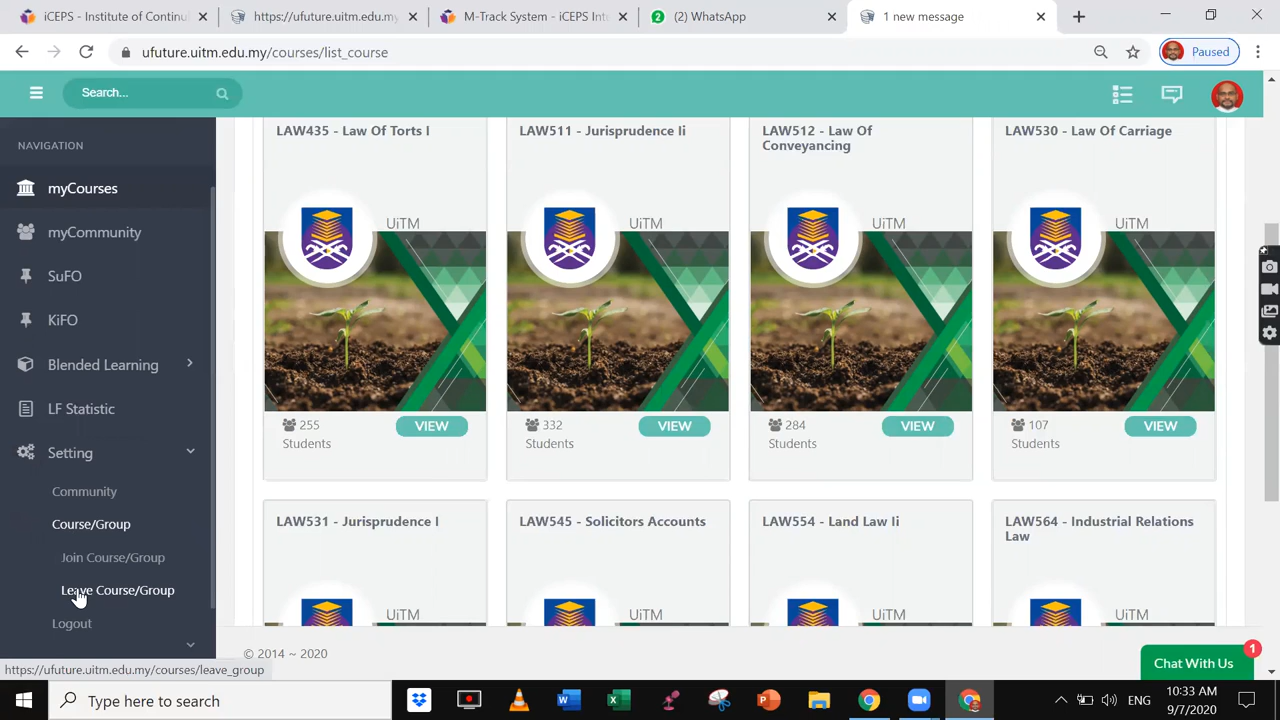 iCEPS - Institute of Continu
https://ufuture.uitm.edu.my/
M-Track System - iCEPS Int
(2) WhatsApp
1 new message
ufuture.uitm.edu.my/courses/list_course
Paused
Search...
NAVIGATION
myCourses
myCommunity
SuFO
KiFO
Blended Learning
LF Statistic
Setting
Community
Course/Group
Join Course/Group
Leave Course/Group
Logout
LAW435 - Law Of Torts I
UiTM
255
Students
VIEW
LAW511 - Jurisprudence Ii
UiTM
332
Students
VIEW
LAW512 - Law Of
Conveyancing
UiTM
284
Students
VIEW
LAW530 - Law Of Carriage
UiTM
107
Students
VIEW
LAW531 - Jurisprudence I
UiTM
LAW545 - Solicitors Accounts
UiTM
LAW554 - Land Law Ii
UiTM
LAW564 - Industrial Relations
Law
UiTM
© 2014 ~ 2020
Chat With Us
1
https://ufuture.uitm.edu.my/courses/leave_group
Type here to search
ENG
10:33 AM
9/7/2020